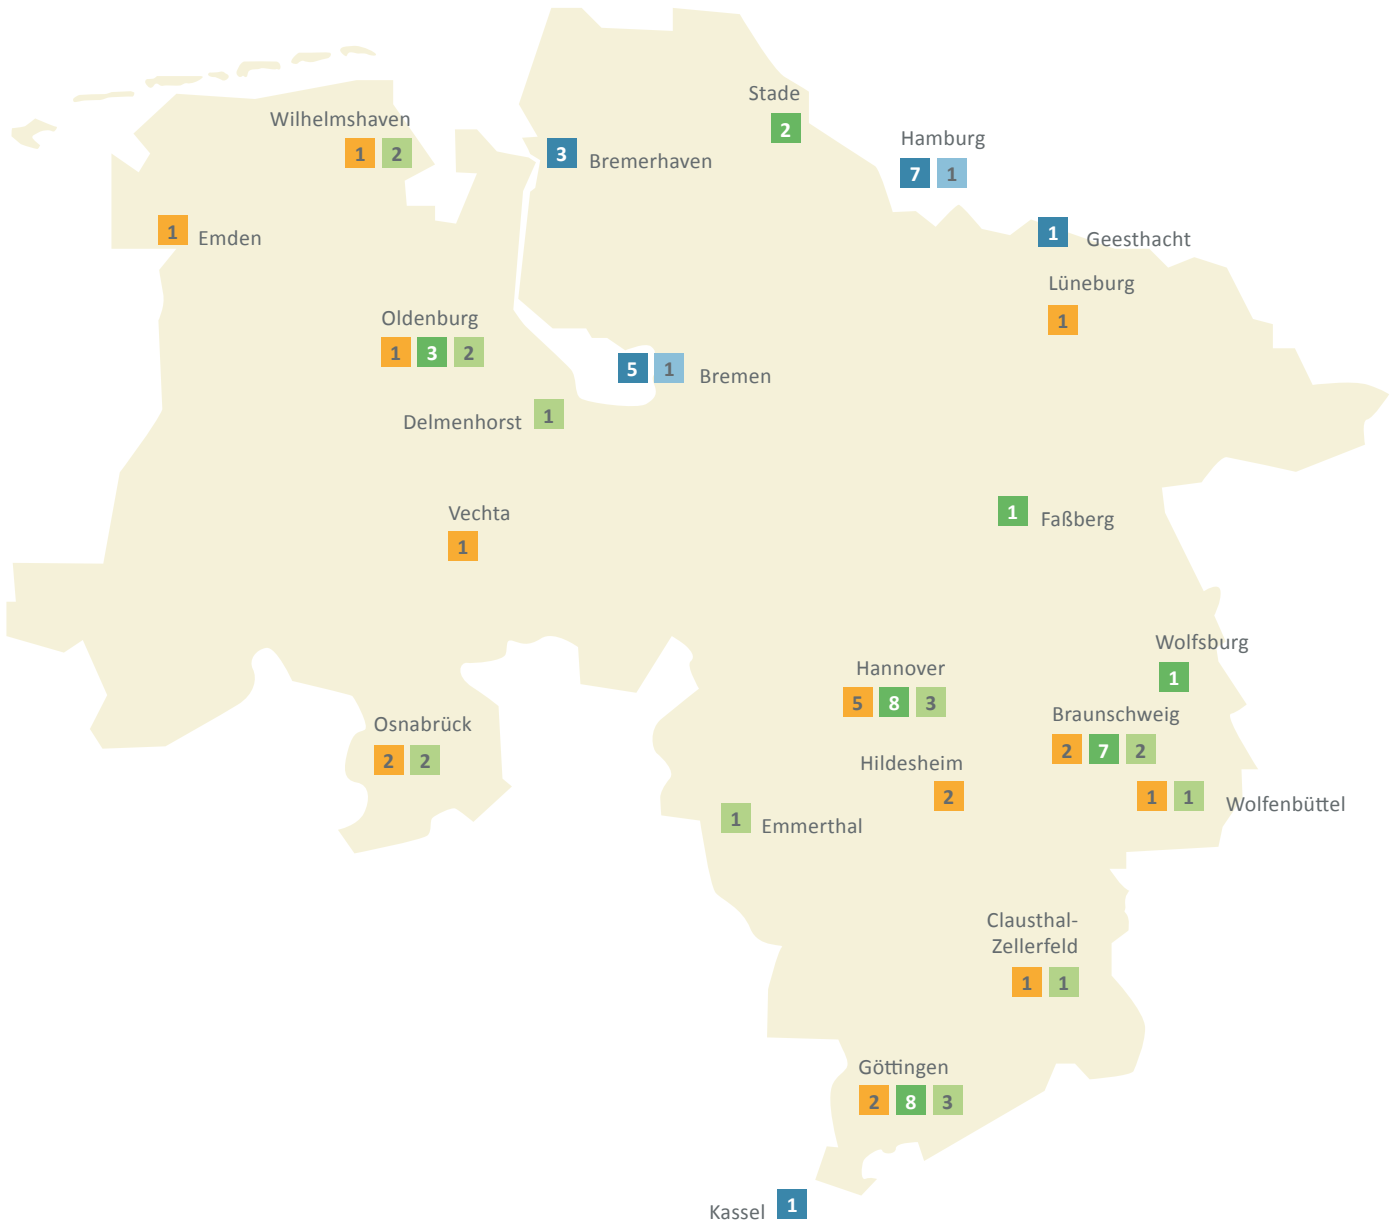 Stade
2
Wilhelmshaven
1 2
3 Bremerhaven
Hamburg
7 1
1 Emden
1 Geesthacht
Lüneburg
1
Oldenburg
1 3 2
5 1 Bremen
Delmenhorst 1
Vechta
1
1 Faßberg
Wolfsburg
1
Hannover
5 8 3
Braunschweig
2 7 2
Osnabrück
2 2
Hildesheim
2
1 1 Wolfenbüttel
1 Emmerthal
Clausthal-
Zellerfeld
1 1
Göttingen
2 8 3
Kassel 1